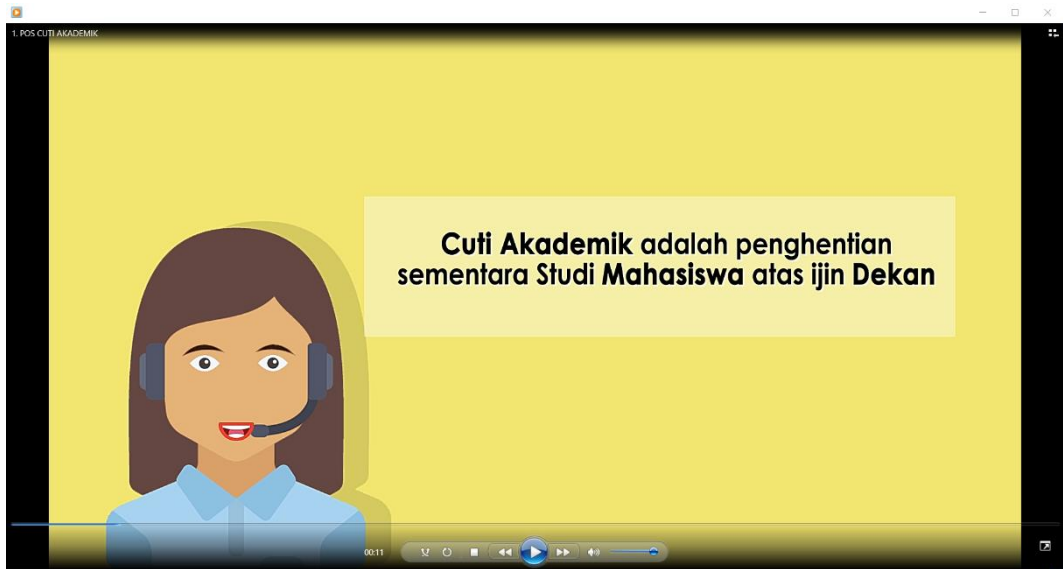 1. POS CUTI AKADEMIK
Cuti Akademik adalah penghentian
sementara Studi Mahasiswa atas ijin Dekan
00:11